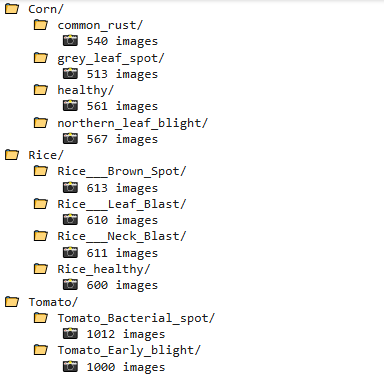 Corn/
common_rust/
540 images
grey_leaf_spot/
513 images
healthy/
561 images
northern_leaf_blight/
567 images
Rice/
Rice___Brown_Spot/
613 images
Rice___Leaf_Blast/
610 images
Rice___Neck_Blast/
611 images
Rice_healthy/
600 images
Tomato/
Tomato_Bacterial_spot/
1012 images
Tomato_Early_blight/
1000 images